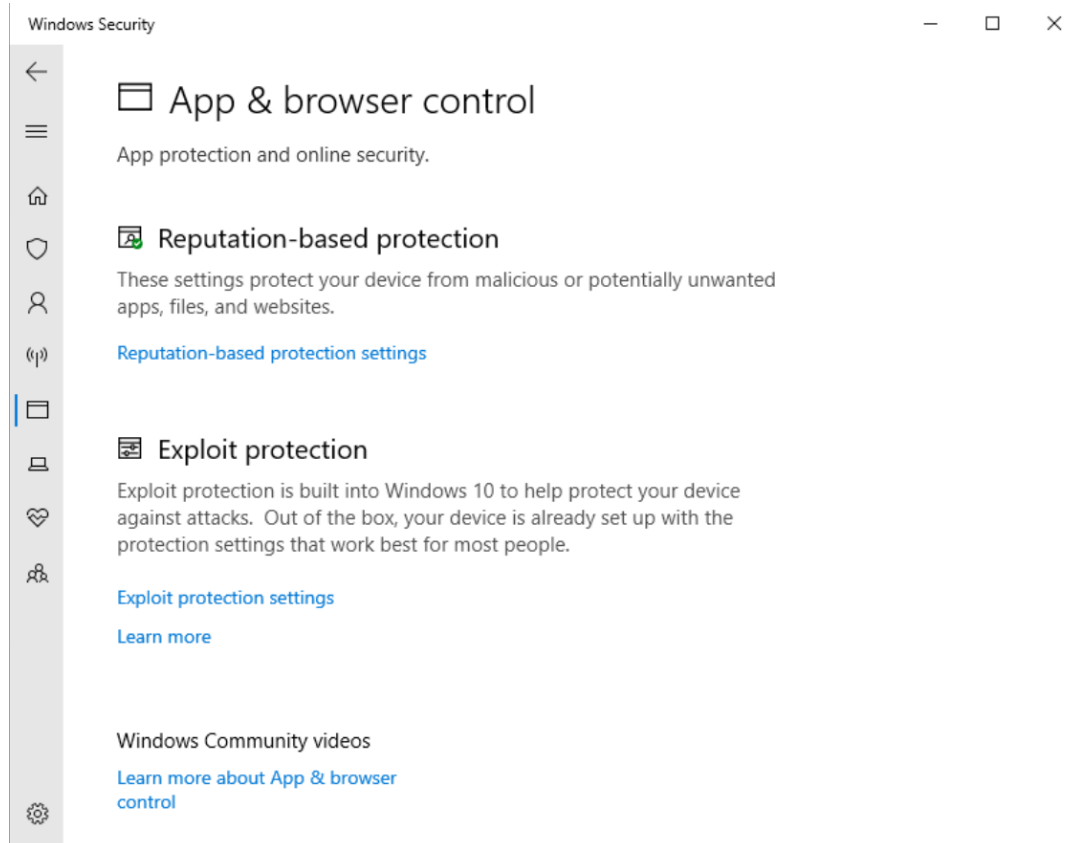 Windows Security
App & browser control
App protection and online security.
Reputation-based protection
These settings protect your device from malicious or potentially unwanted
apps, files, and websites.
Reputation-based protection settings
Exploit protection
Exploit protection is built into Windows 10 to help protect your device
against attacks.  Out of the box, your device is already set up with the
protection settings that work best for most people.
Exploit protection settings
Learn more
Windows Community videos
Learn more about App & browser
control